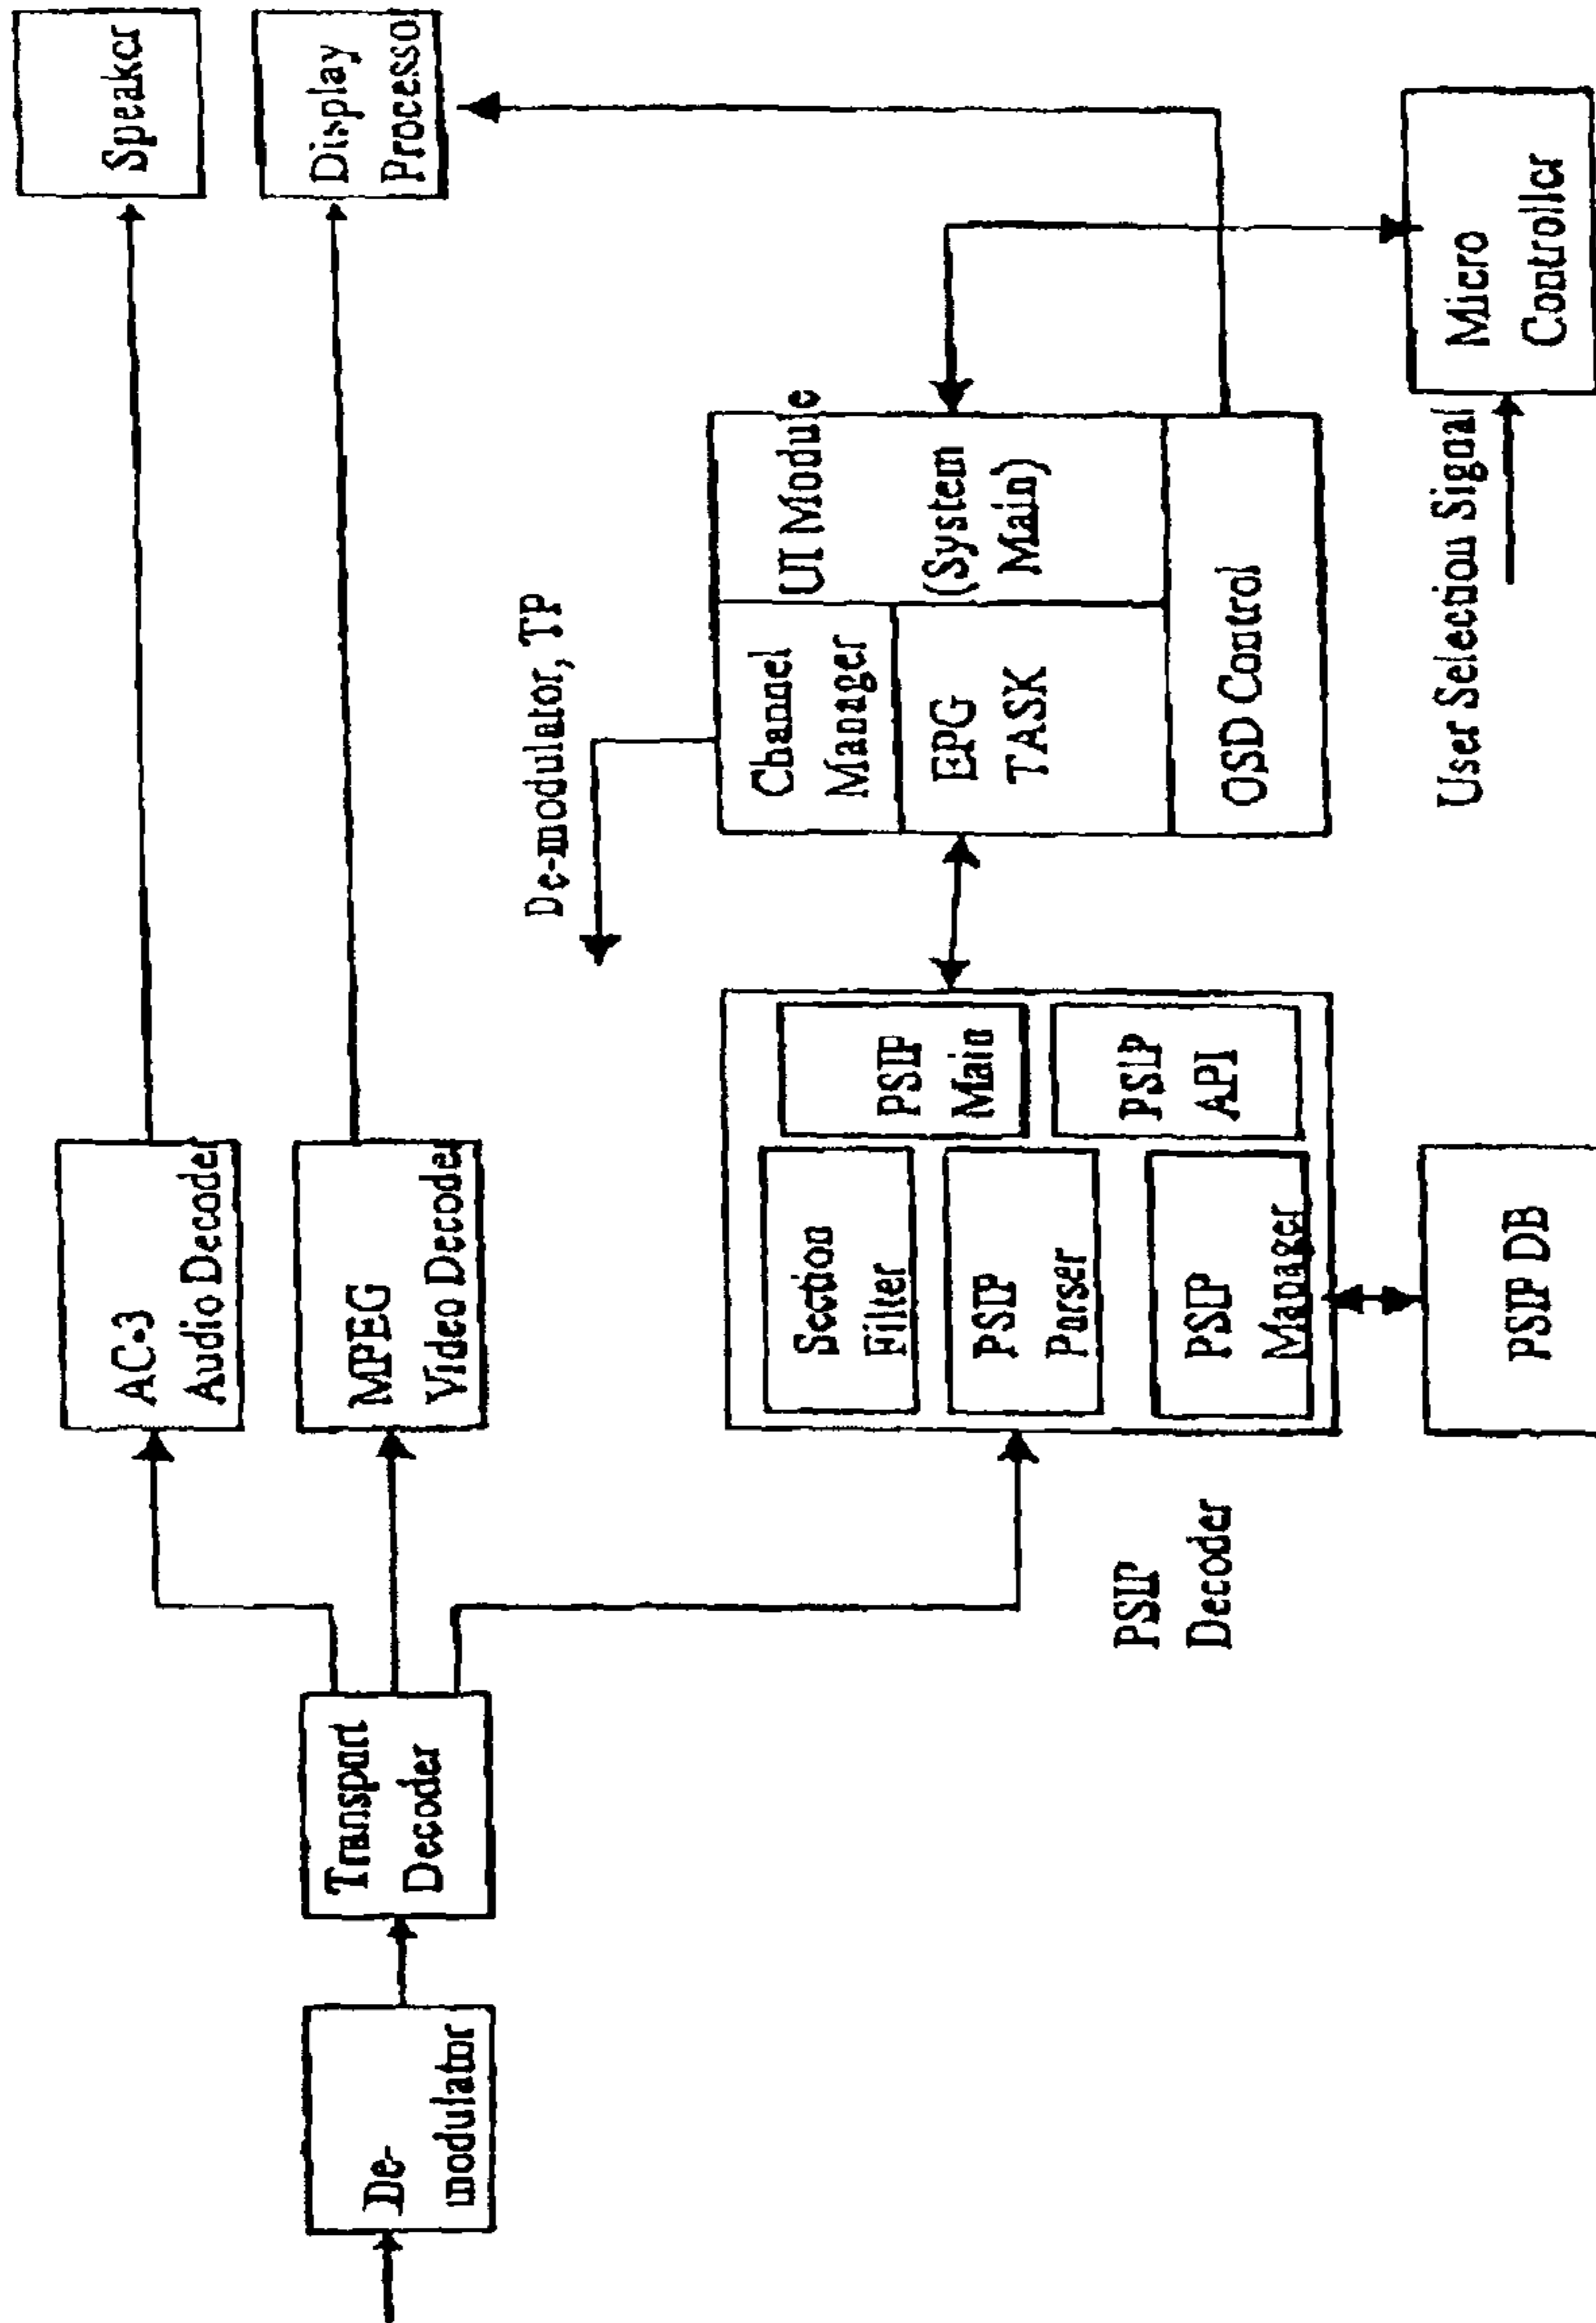 Speaker
Display
Processo
AC-3
Audio Decoder
MPEG
Video Decoder
Transport
Decoder
De-
modulator
De-modulator, TP
Channel
Manager
UI Module
(System
Main)
EPG
TASK
OSD Control
Section
Filter
PSIP
Main
PSIP
Parser
PSIP
API
PSIP
Manager
PSIP
Decoder
PSIP DB
User Selection Signal
Micro
Controller